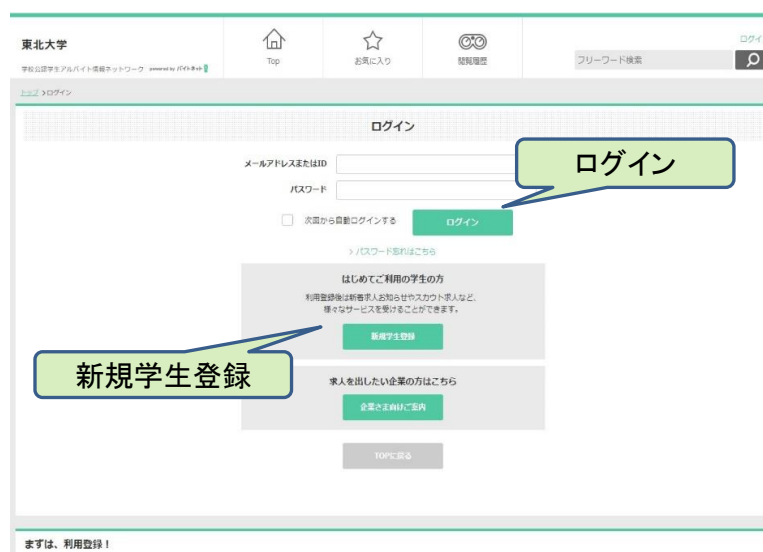 東北大学
学校公認学生アルバイト情報ネットワーク powered by バイトネット
Top
お気に入り
閲覧履歴
ログイ
フリーワード検索
トップ >ログイン
ログイン
メールアドレスまたはID
パスワード
ログイン
次回から自動ログインする
ログイン
> パスワード忘れはこちら
はじめてご利用の学生の方
利用登録後は新着求人お知らせやスカウト求人など、
様々なサービスを受けることができます。
新規学生登録
新規学生登録
求人を出したい企業の方はこちら
企業さま向けご案内
TOPに戻る
まずは、利用登録！